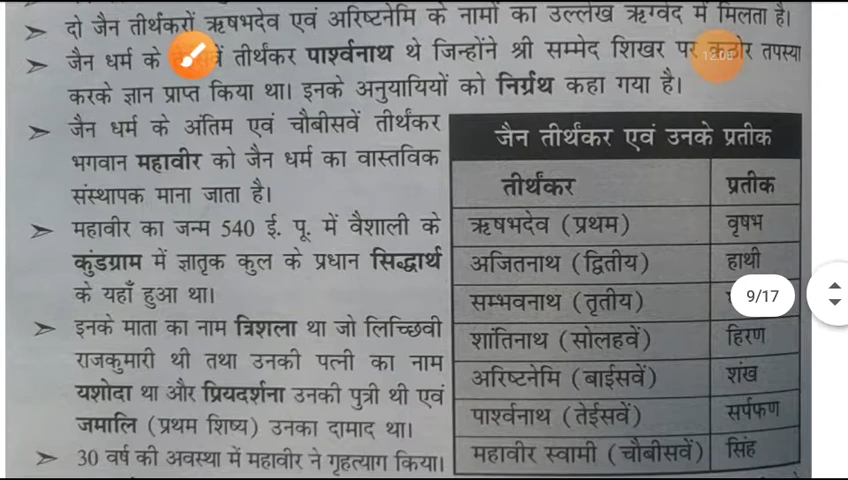 दो जैन तीर्थकरों ऋषभदेव एवं अरिष्टनेमि के नामों का उल्लेख ऋग्वेद में मिलता है।
जैन धर्म के तीर्थंकर पार्श्वनाथ थे जिन्होंने श्री सम्मेद शिखर पर तपस्या
करके ज्ञान प्राप्त किया था। इनके अनुयायियों को निर्ग्रंथ कहा गया है।
जैन धर्म के अंतिम एवं चौबीसवें तीर्थंकर
भगवान महावीर को जैन धर्म का वास्तविक
संस्थापक माना जाता है।
महावीर का जन्म 540 ई. पू. में वैशाली के
कुंडग्राम में ज्ञातृक कुल के प्रधान सिद्धार्थ
के यहाँ हुआ था।
इनके माता का नाम त्रिशला था जो लिच्छिवी
राजकुमारी थी तथा उनकी पत्नी का नाम
यशोदा था और प्रियदर्शना उनकी पुत्री थी एवं
जमालि (प्रथम शिष्य) उनका दामाद था।
30 वर्ष की अवस्था में महावीर ने गृहत्याग किया।
जैन तीर्थंकर एवं उनके प्रतीक
तीर्थंकर प्रतीक
ऋषभदेव (प्रथम) वृषभ
अजितनाथ (द्वितीय) हाथी
सम्भवनाथ (तृतीय)
शांतिनाथ (सोलहवें) हिरण
अरिष्टनेमि (बाईसवें) शंख
पार्श्वनाथ (तेईसवें) सर्पफण
महावीर स्वामी (चौबीसवें) सिंह
9/17